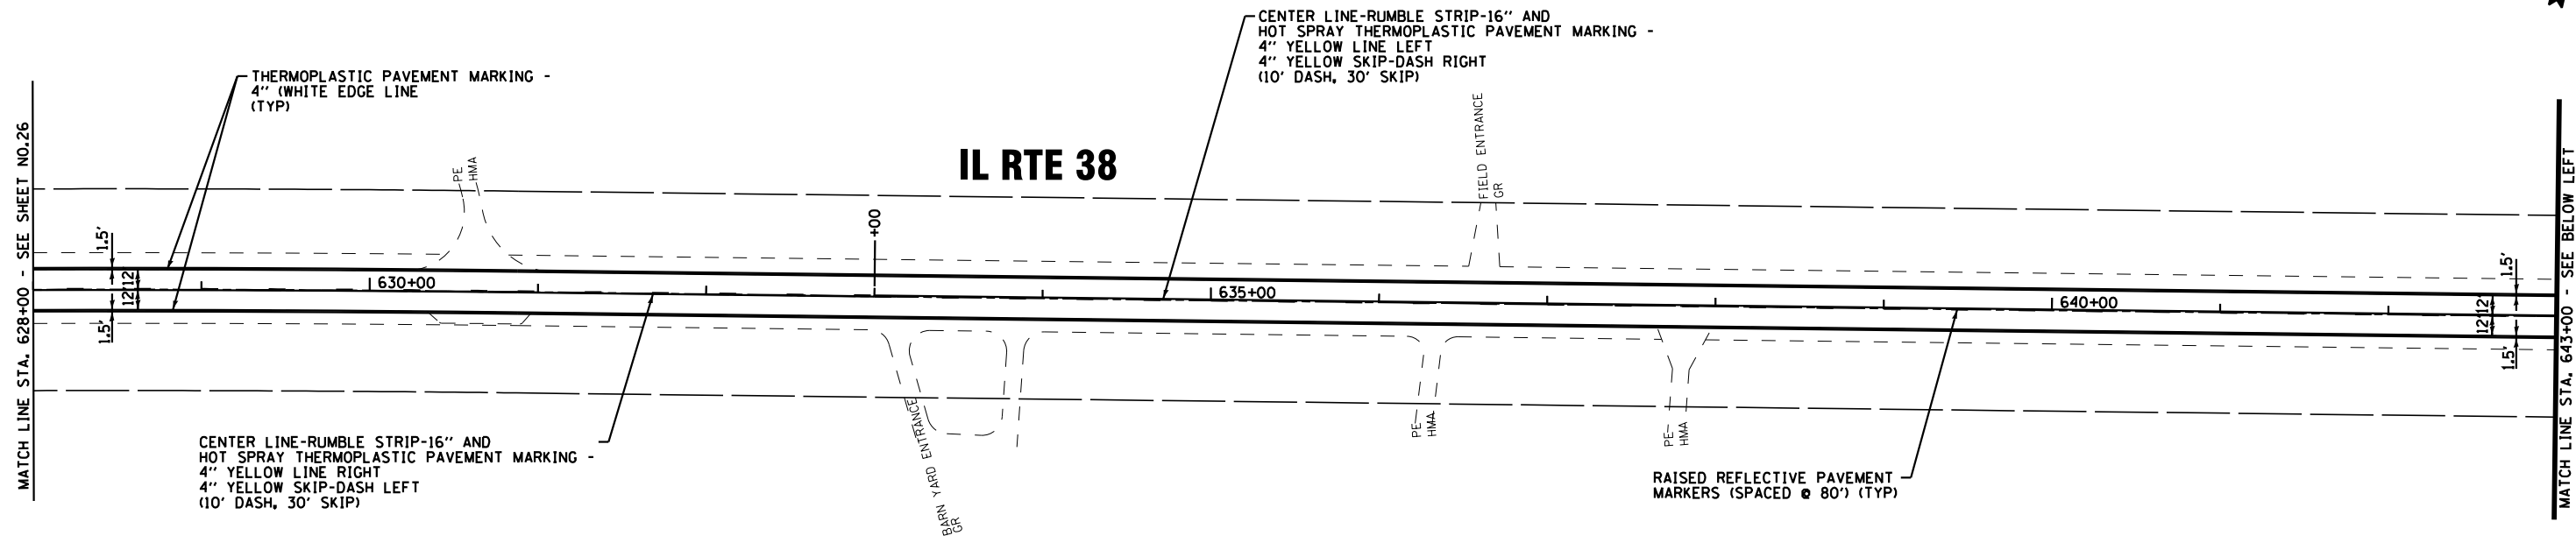 CENTER LINE-RUMBLE STRIP-16'' AND
HOT SPRAY THERMOPLASTIC PAVEMENT MARKING -
4'' YELLOW LINE LEFT
4'' YELLOW SKIP-DASH RIGHT
(10' DASH, 30' SKIP)
THERMOPLASTIC PAVEMENT MARKING -
4'' (WHITE EDGE LINE
(TYP)
MATCH LINE STA. 628+00 - SEE SHEET NO.26
IL RTE 38
PE
HMA
FIELD ENTRANCE
GR
+00
1.5'
12'
12'
1.5'
630+00
635+00
640+00
1.5'
12'
12'
1.5'
MATCH LINE STA. 643+00 - SEE BELOW LEFT
CENTER LINE-RUMBLE STRIP-16'' AND
HOT SPRAY THERMOPLASTIC PAVEMENT MARKING -
4'' YELLOW LINE RIGHT
4'' YELLOW SKIP-DASH LEFT
(10' DASH, 30' SKIP)
BARN YARD ENTRANCE
GR
PE
HMA
PE
HMA
RAISED REFLECTIVE PAVEMENT
MARKERS (SPACED @ 80') (TYP)